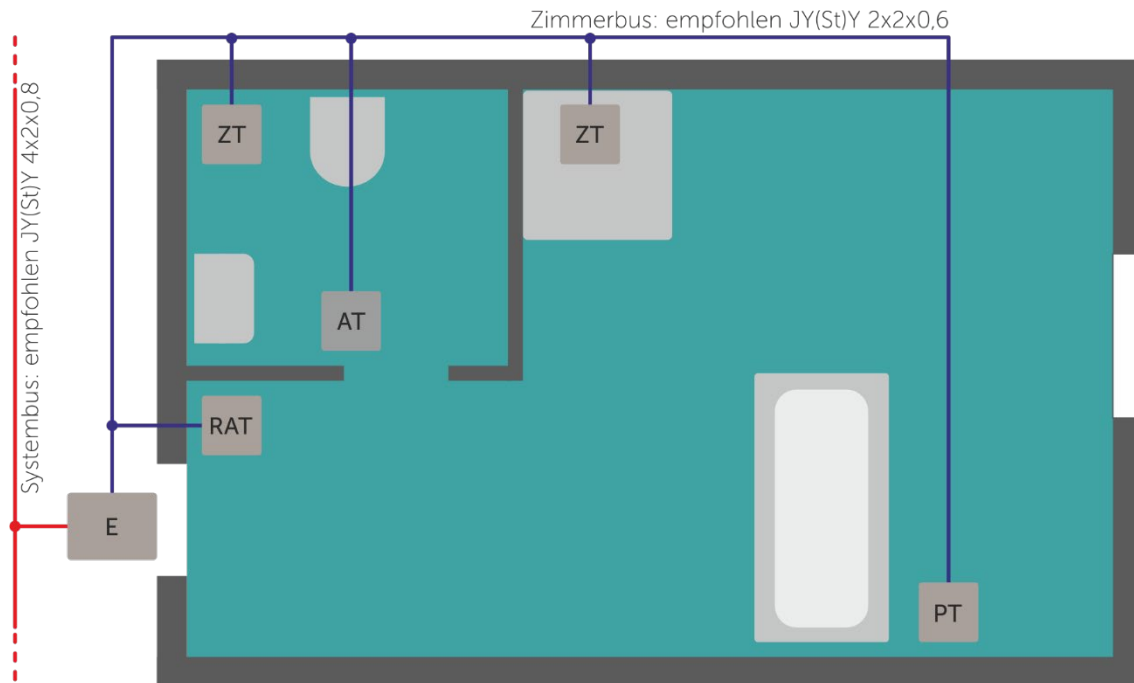 Zimmerbus: empfohlen JY(St)Y 2x2x0,6
Systembus: empfohlen JY(St)Y 4x2x0,8
ZT
ZT
AT
RAT
E
PT